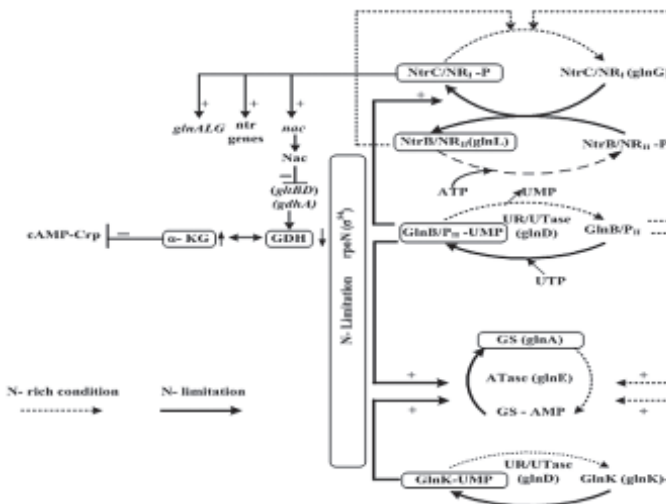 NtrC/NRI -P
NtrC/NRI (glnG)
+
+
+
+
glnALG
ntr
genes
nac
NtrB/NRII(glnL)
NtrB/NRII -P
Nac
–
(gltBD)
(gdhA)
ATP
UMP
UR/UTase
(glnD)
GlnB/PII -UMP
GlnB/PII
cAMP-Crp
–
α- KG
GDH
UTP
N- Limitation rpoN (σ54)
GS (glnA)
+
ATase (glnE)
+
N- rich condition
N- limitation
+
GS - AMP
+
UR/UTase
(glnD)
GlnK-UMP
GlnK (glnK)